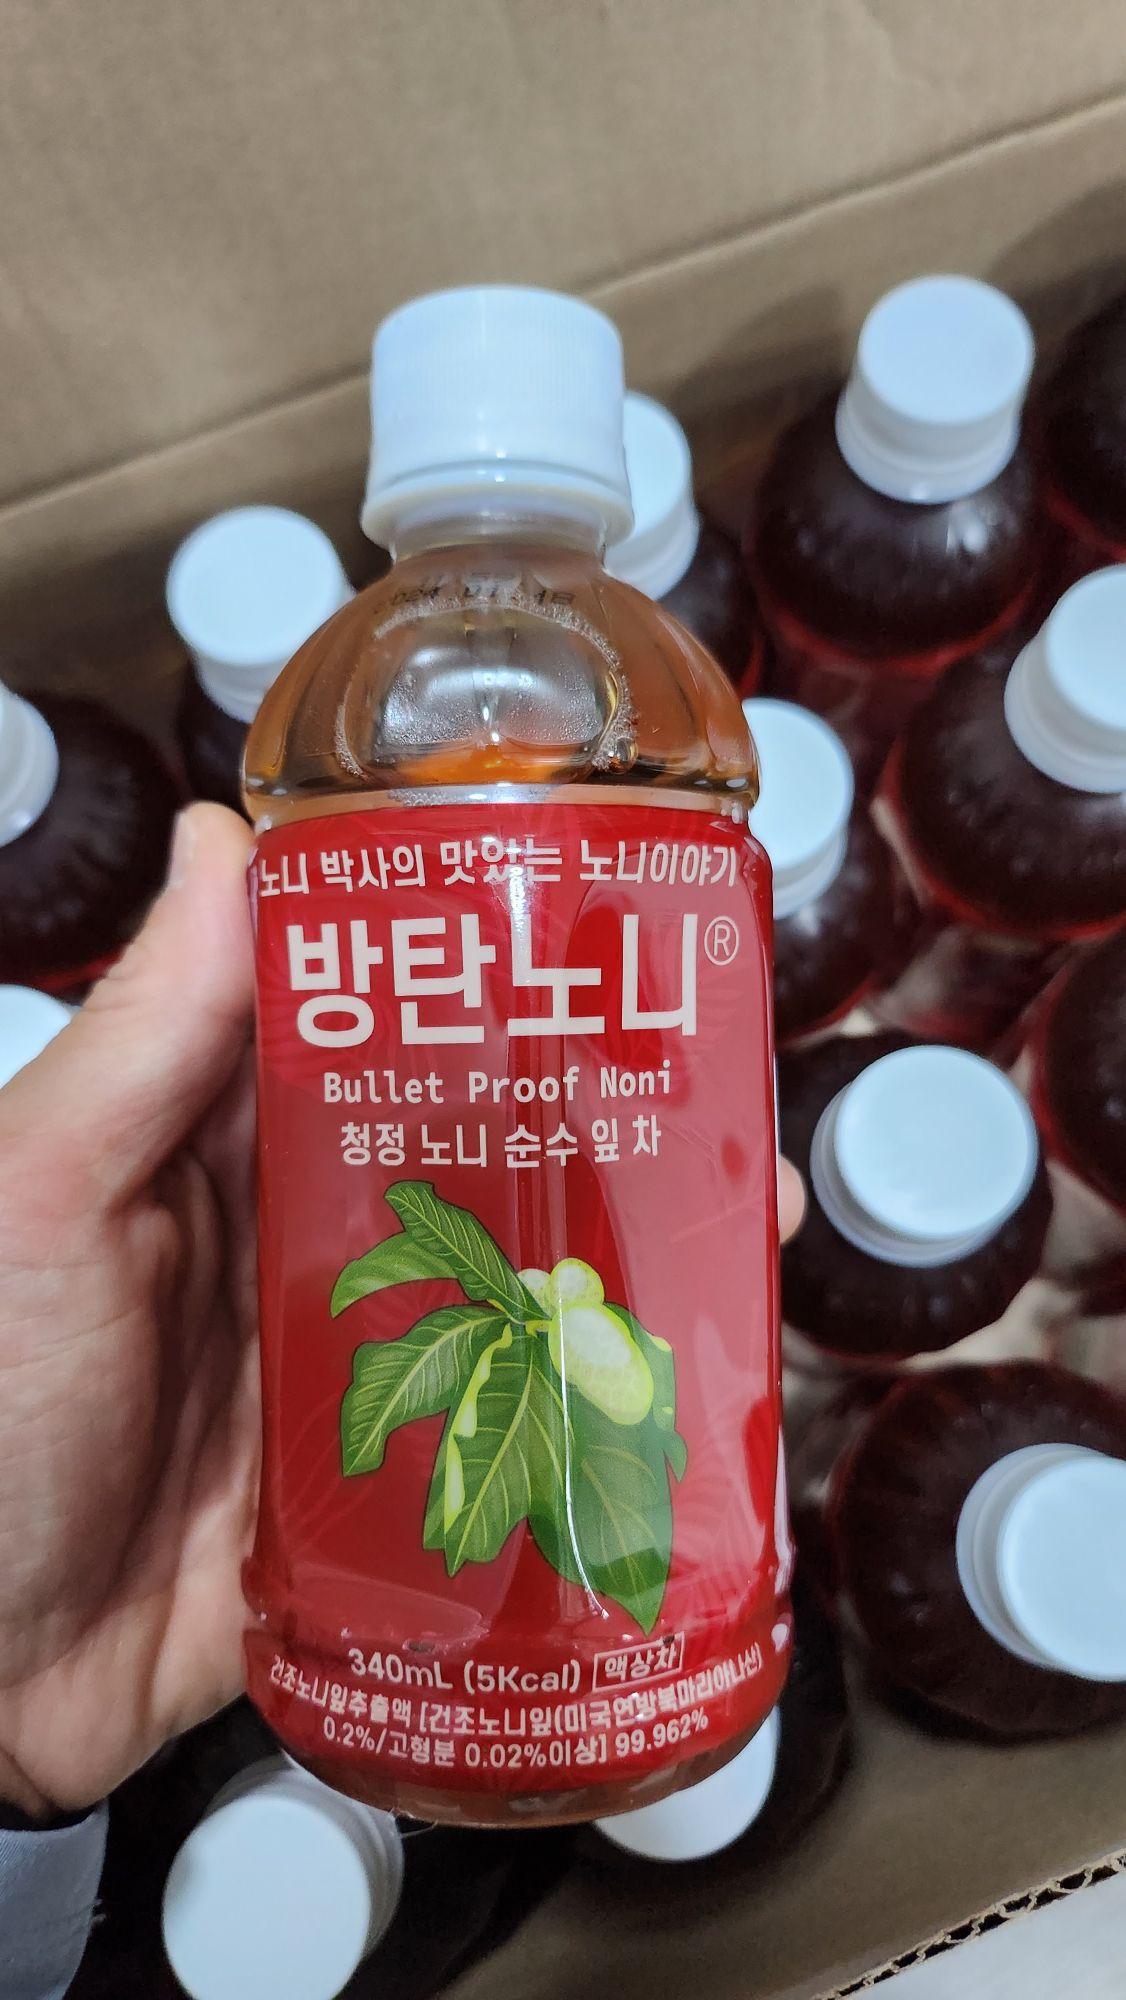 노니 박사의 맛있는 노니이야기
방탄노니®
Bullet Proof Noni
청정 노니 순수 잎 차
340mL (5Kcal) 액상차
건조노니잎추출액 [건조노니잎(미국연방북마리아나산)
0.2%/고형분 0.02%이상] 99.962%